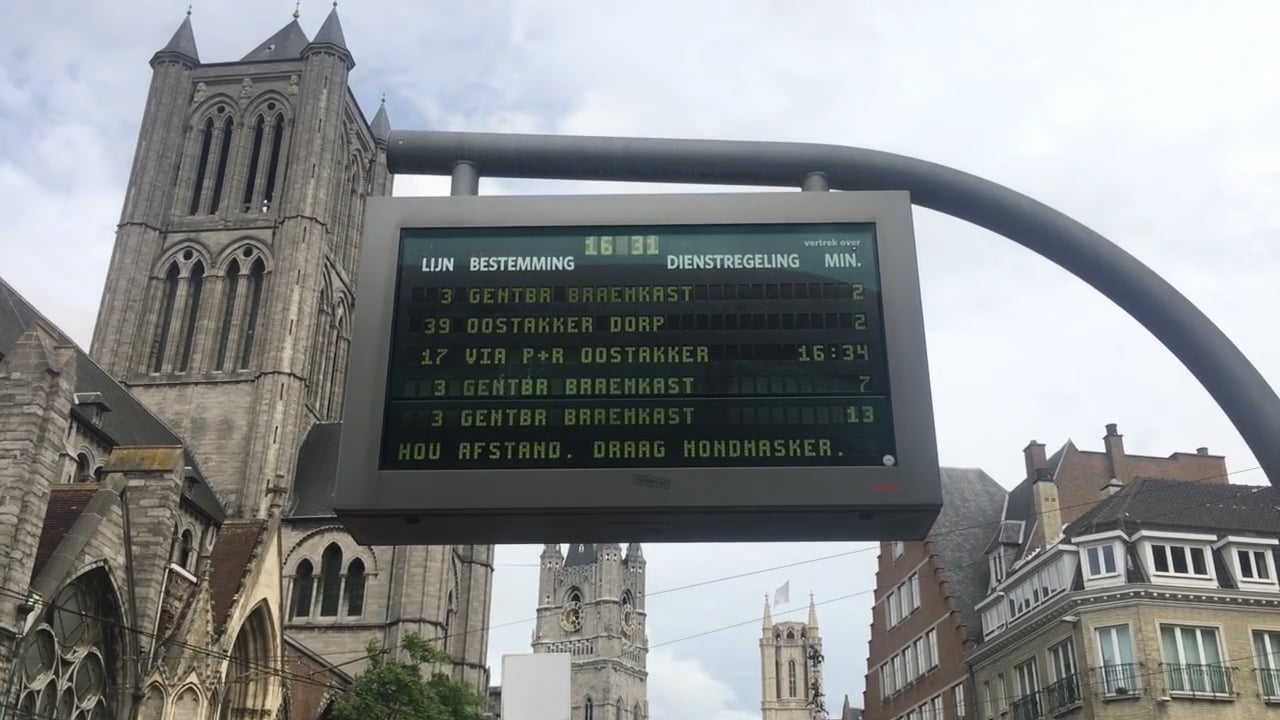 16 31
vertrek over
LIJN BESTEMMING DIENSTREGELING MIN.
3 GENTBR BRAEMKAST 2
39 OOSTAKKER DORP 2
17 VIA P+R OOSTAKKER 16:34
3 GENTBR BRAEMKAST 7
3 GENTBR BRAEMKAST 13
HOU AFSTAND. DRAAG MONDMASKER.